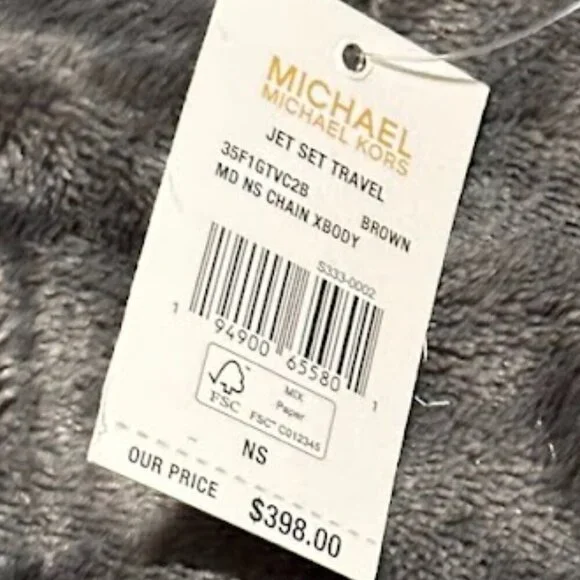 MICHAEL
MICHAEL KORS
JET SET TRAVEL
35F1GTVC2B BROWN
MD NS CHAIN XBODY
S333-0002
1 94900 65580 1
FSC MIX
Paper
FSC™ C012345
NS
OUR PRICE $398.00